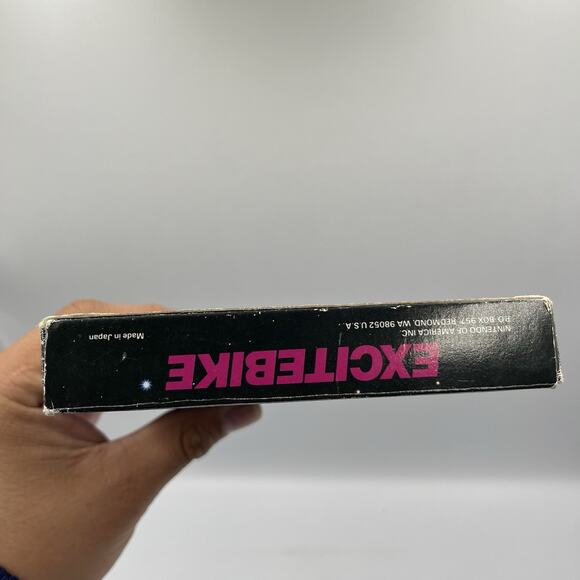 EXCITEBIKE
NINTENDO OF AMERICA INC.
P.O. BOX 957, REDMOND, WA 98052 U.S.A.
Made in Japan